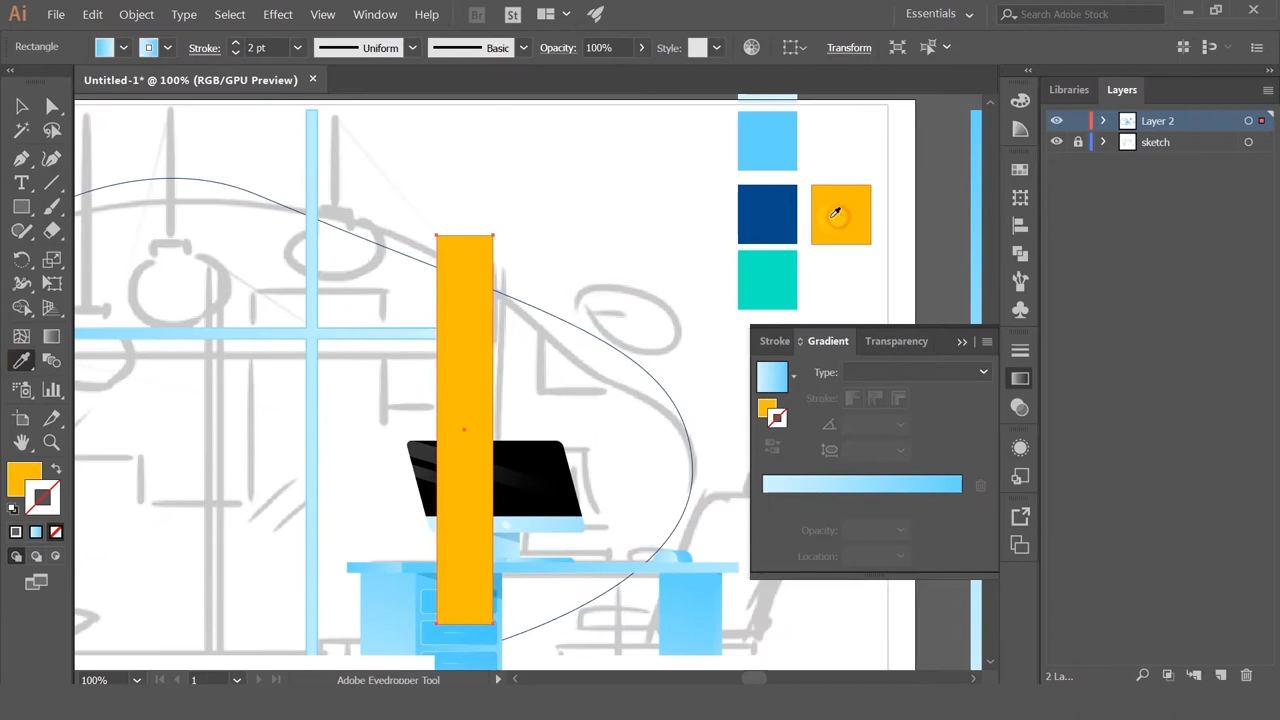 Ai File Edit Object Type Select Effect View Window Help Br St Essentials Search Adobe Stock
Rectangle Stroke: 2 pt Uniform Basic Opacity: 100% Style: Transform
Untitled-1* @ 100% (RGB/GPU Preview)
Libraries Layers
Layer 2
sketch
Stroke Gradient Transparency
Type:
Stroke:
Opacity:
Location:
100% 1 Adobe Eyedropper Tool
2 La...